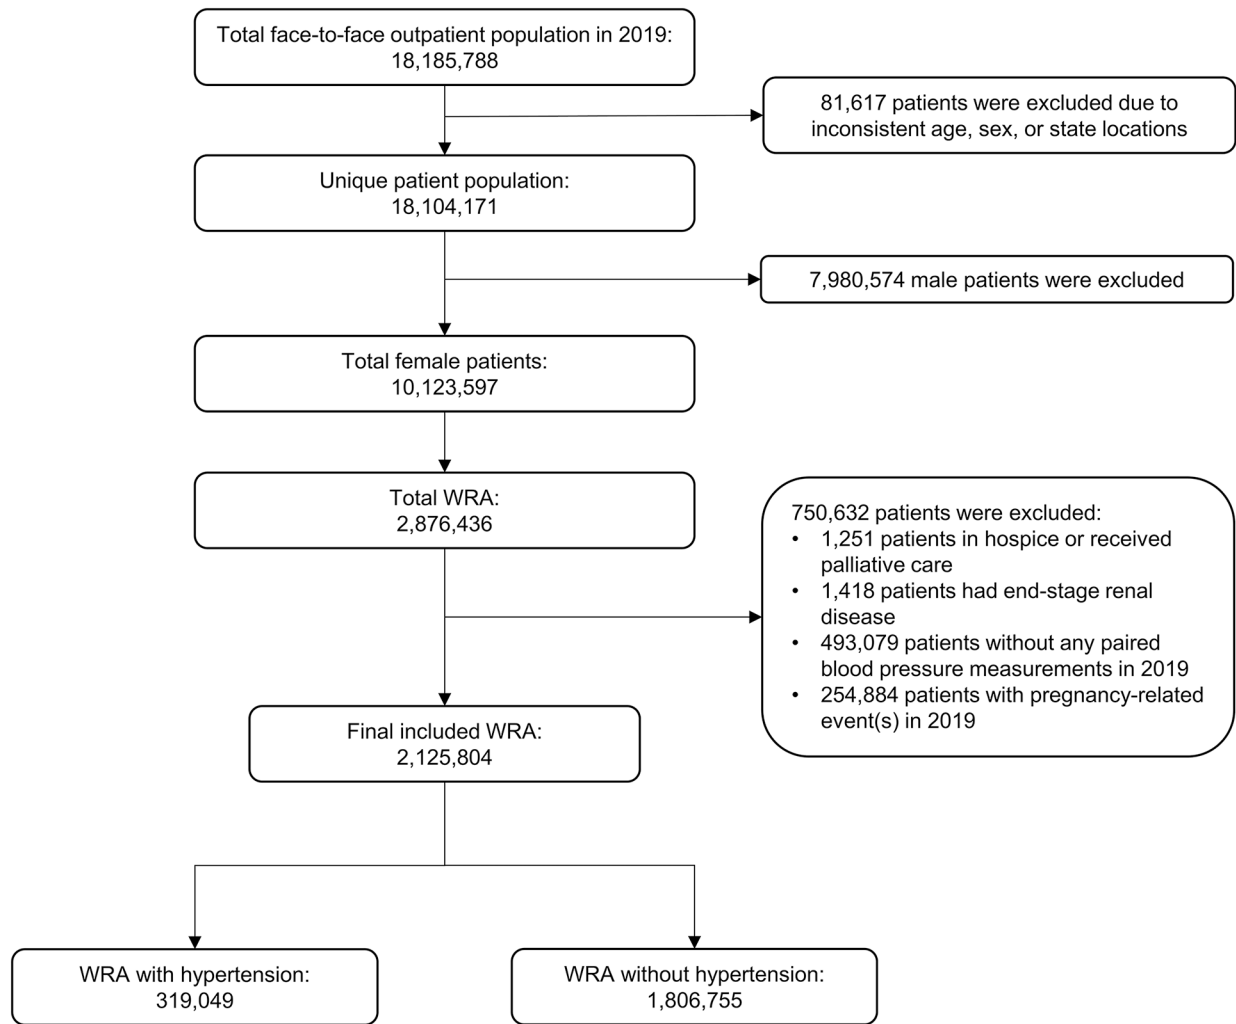 Total face-to-face outpatient population in 2019:
18,185,788
81,617 patients were excluded due to
inconsistent age, sex, or state locations
Unique patient population:
18,104,171
7,980,574 male patients were excluded
Total female patients:
10,123,597
Total WRA:
2,876,436
750,632 patients were excluded:
• 1,251 patients in hospice or received
palliative care
• 1,418 patients had end-stage renal
disease
• 493,079 patients without any paired
blood pressure measurements in 2019
• 254,884 patients with pregnancy-related
event(s) in 2019
Final included WRA:
2,125,804
WRA with hypertension:
319,049
WRA without hypertension:
1,806,755